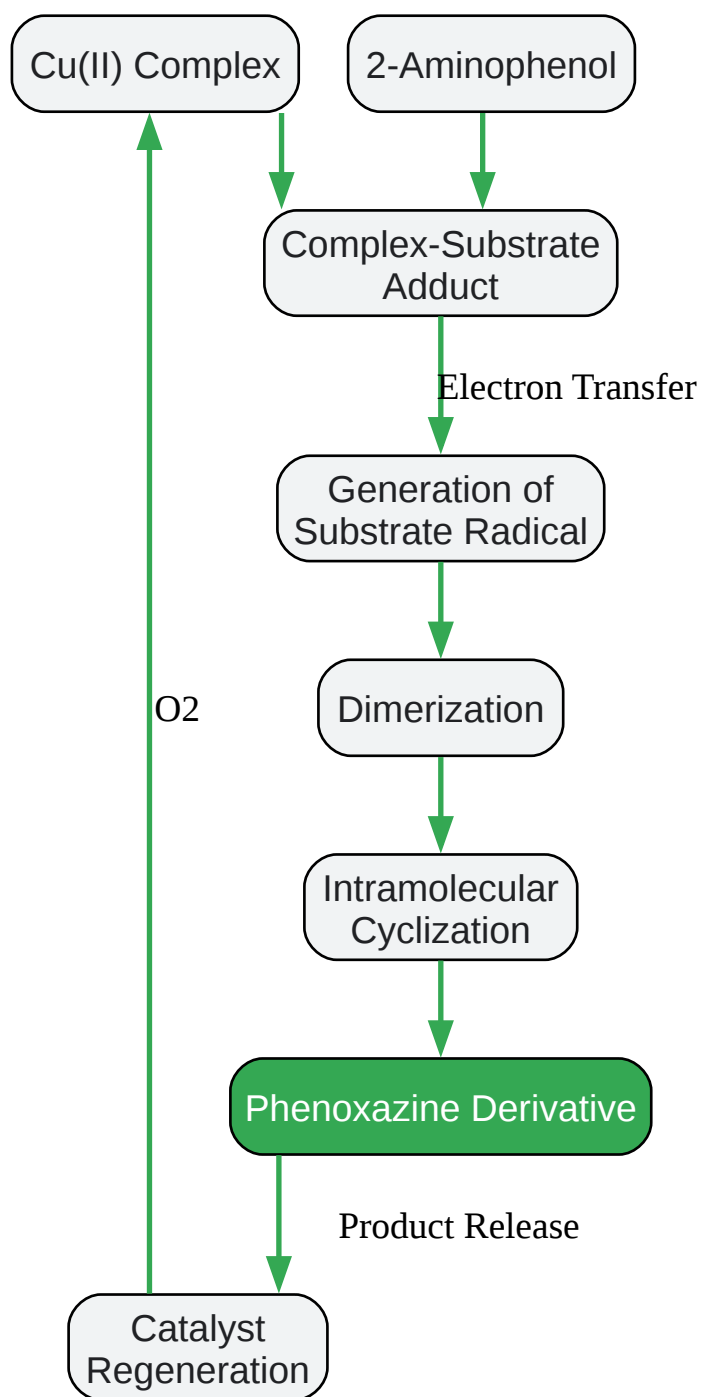 Cu(II) Complex
2-Aminophenol
Complex-Substrate
Adduct
Electron Transfer
Generation of
Substrate Radical
Dimerization
O2
Intramolecular
Cyclization
Phenoxazine Derivative
Product Release
Catalyst
Regeneration